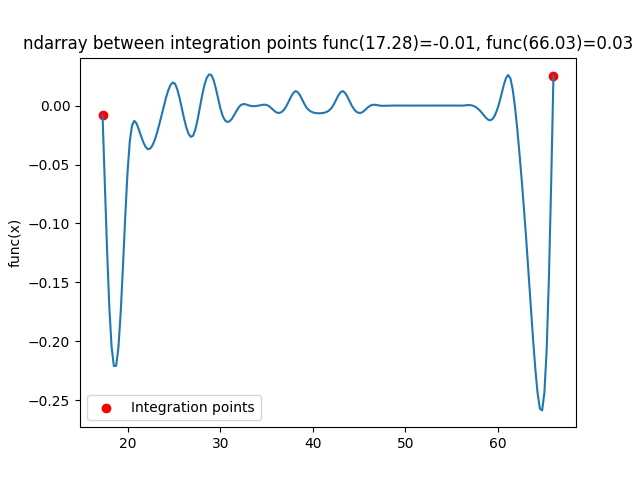 ndarray between integration points func(17.28)=-0.01, func(66.03)=0.03
func(x)
0.00
−0.05
−0.10
−0.15
−0.20
−0.25
Integration points
20 30 40 50 60